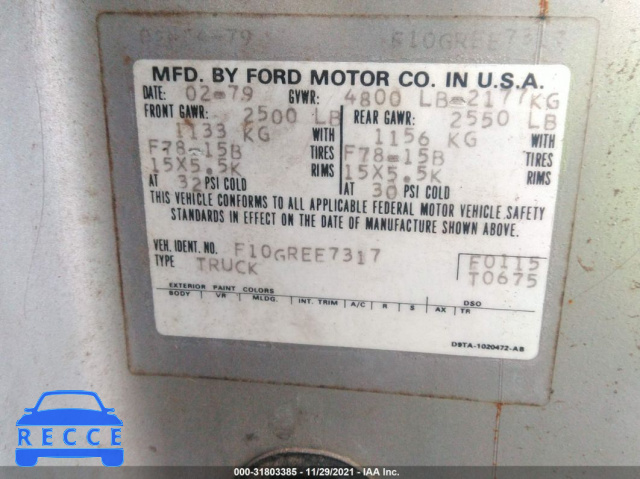 F10GREE7313
MFD. BY FORD MOTOR CO. IN U.S.A.
DATE: 02-79 GVWR: 4800 LB=2177KG
FRONT GAWR: 2500 LB REAR GAWR: 2550 LB
1133 KG WITH 1156 KG WITH
F78-15B TIRES F78-15B TIRES
15X5.5K RIMS 15X5.5K RIMS
AT 32 PSI COLD AT 30 PSI COLD
THIS VEHICLE CONFORMS TO ALL APPLICABLE FEDERAL MOTOR VEHICLE SAFETY
STANDARDS IN EFFECT ON THE DATE OF MANUFACTURE SHOWN ABOVE.
VEH. IDENT. NO. F10GREE7317 F0115
TYPE TRUCK T0675
EXTERIOR PAINT COLORS DSO
BODY VR MLDG. INT. TRIM A/C R S AX TR
D8TA-1020472-AB
RECCE
000-31803385 - 11/29/2021 - IAA Inc.